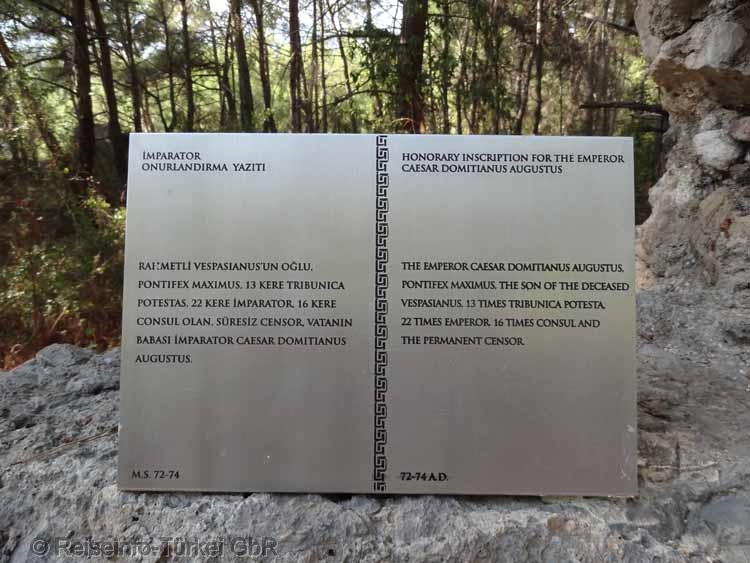 İMPARATOR
ONURLANDIRMA YAZITI
RAHMETLİ VESPASIANUS'UN OĞLU,
PONTIFEX MAXIMUS, 13 KERE TRIBUNICA
POTESTAS, 22 KERE İMPARATOR, 16 KERE
CONSUL OLAN, SÜRESİZ CENSOR, VATANIN
BABASI İMPARATOR CAESAR DOMITIANUS
AUGUSTUS.
M.S. 72-74
HONORARY INSCRIPTION FOR THE EMPEROR
CAESAR DOMITIANUS AUGUSTUS
THE EMPEROR CAESAR DOMITIANUS AUGUSTUS,
PONTIFEX MAXIMUS, THE SON OF THE DECEASED
VESPASIANUS, 13 TIMES TRIBUNICA POTESTA,
22 TIMES EMPEROR, 16 TIMES CONSUL AND
THE PERMANENT CENSOR.
72-74 A.D.
© Reiseinfo-Türkei GbR